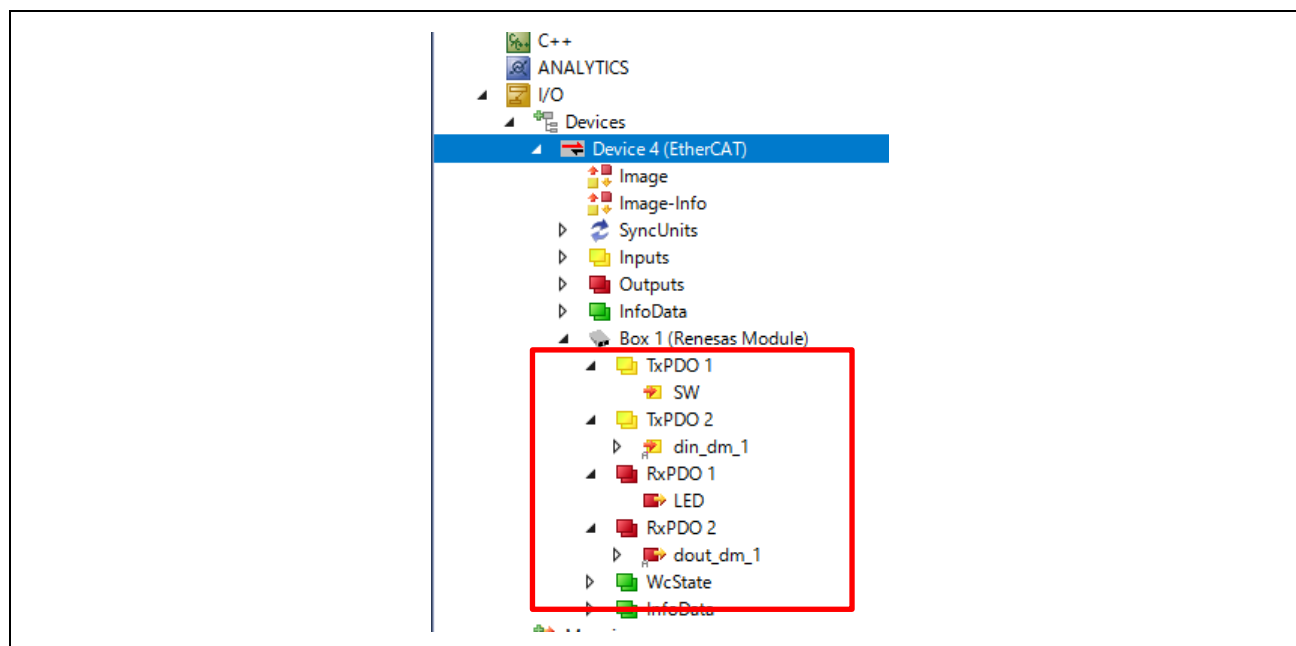 C++
ANALYTICS
I/O
Devices
Device 4 (EtherCAT)
Image
Image-Info
SyncUnits
Inputs
Outputs
InfoData
Box 1 (Renesas Module)
TxPDO 1
SW
TxPDO 2
din_dm_1
RxPDO 1
LED
RxPDO 2
dout_dm_1
WcState
InfoData